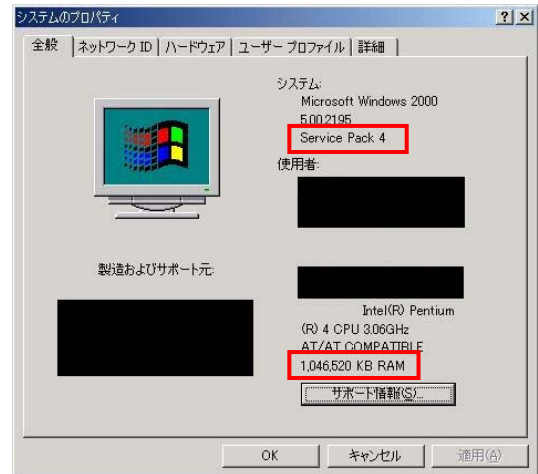 システムのプロパティ
全般 ネットワーク ID ハードウェア ユーザー プロファイル 詳細
システム:
Microsoft Windows 2000
5.00.2195
Service Pack 4
使用者:
製造およびサポート元:
Intel(R) Pentium
(R) 4 CPU 3.06GHz
AT/AT COMPATIBLE
1,046,520 KB RAM
サポート情報(S)...
OK キャンセル 適用(A)